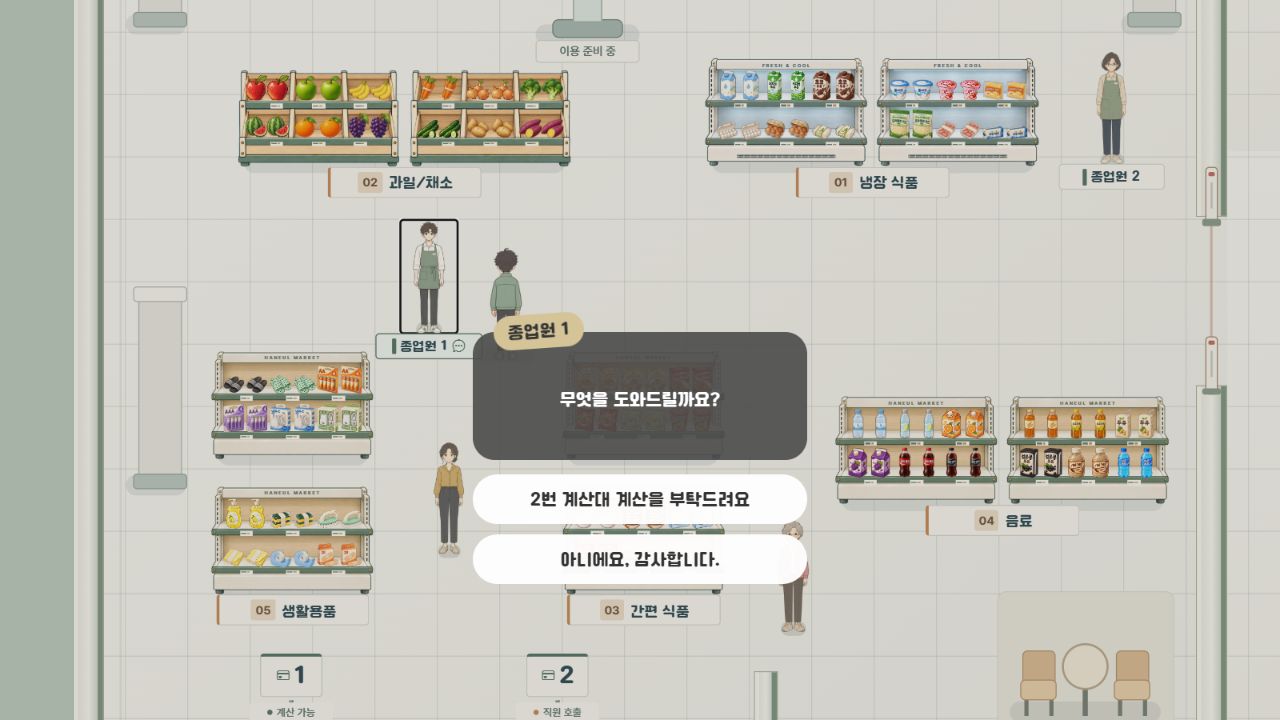 이용 준비 중
FRESH & COOL
FRESH & COOL
02 과일/채소
01 냉장 식품
종업원 2
종업원 1
종업원 1
무엇을 도와드릴까요?
2번 계산대 계산을 부탁드려요
아니에요, 감사합니다.
HANEUL MARKET
HANEUL MARKET
HANEUL MARKET
HANEUL MARKET
04 음료
05 생활용품
03 간편 식품
1
2
계산 가능
직원 호출